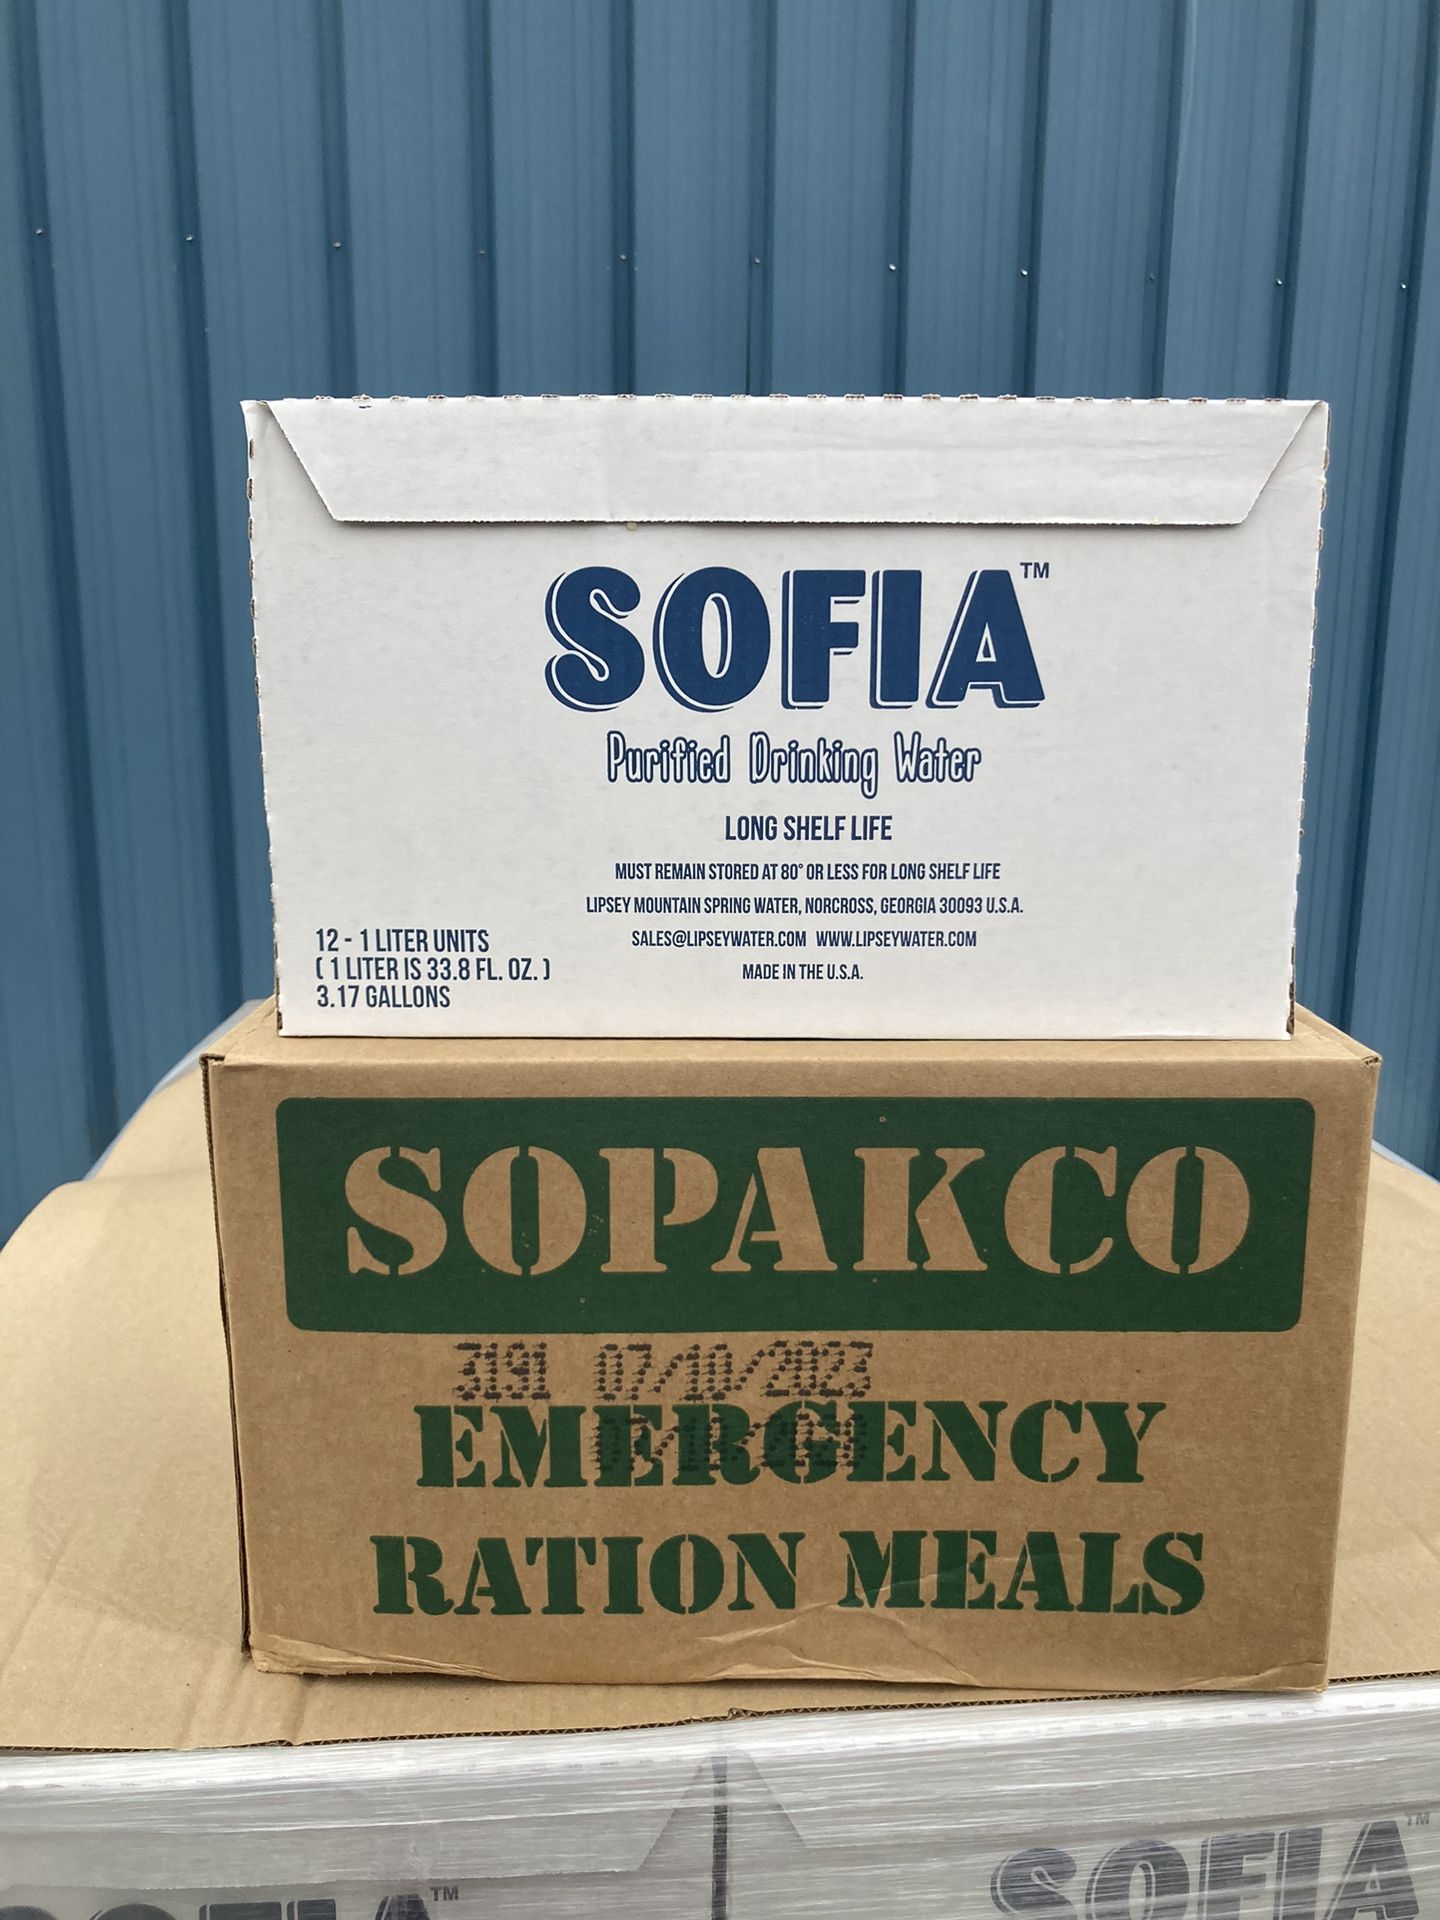 SOFIA™
Purified Drinking Water
LONG SHELF LIFE
MUST REMAIN STORED AT 80° OR LESS FOR LONG SHELF LIFE
LIPSEY MOUNTAIN SPRING WATER, NORCROSS, GEORGIA 30093 U.S.A.
SALES@LIPSEYWATER.COM WWW.LIPSEYWATER.COM
MADE IN THE U.S.A.
12 - 1 LITER UNITS
( 1 LITER IS 33.8 FL. OZ. )
3.17 GALLONS
SOPAKCO
3191 07/10/2023
EMERGENCY
RATION MEALS
SOFIA™
SOFIA™